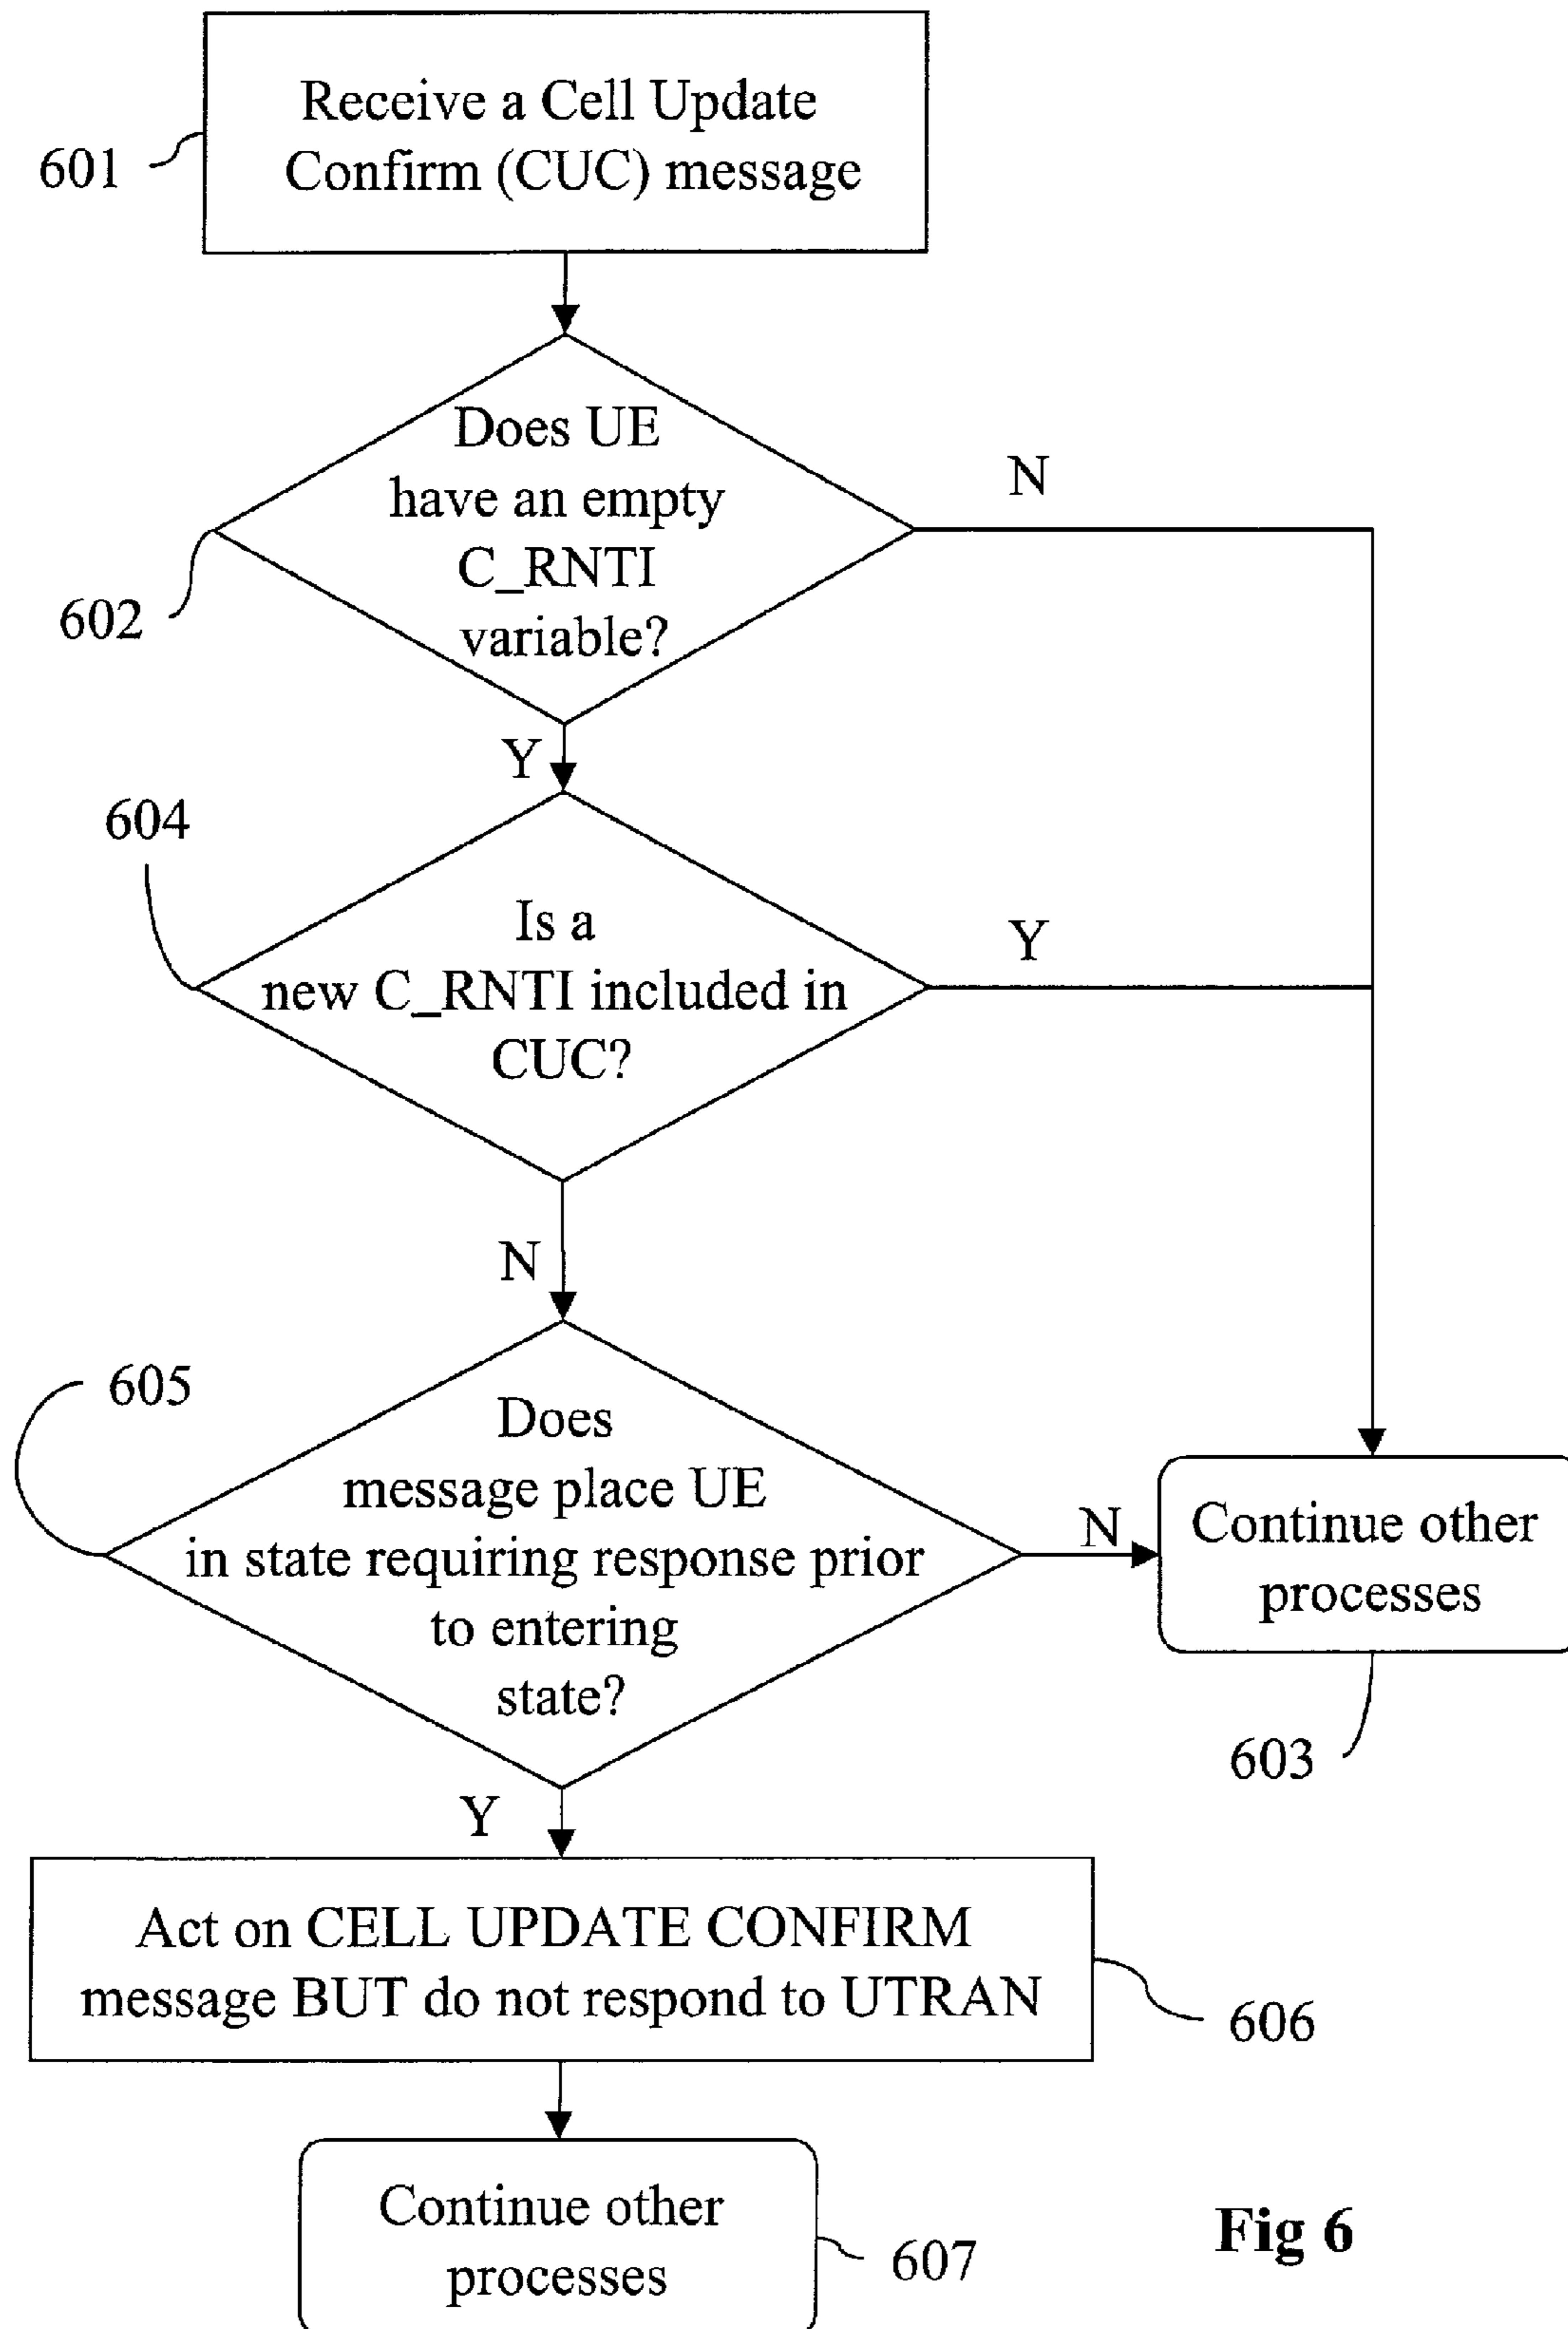 Receive a Cell Update
Confirm (CUC) message
601
Does UE
have an empty
C_RNTI
variable?
N
602
Y
604
Is a
new C_RNTI included in
CUC?
Y
N
605
Does
message place UE
in state requiring response prior
to entering
state?
N
Continue other
processes
603
Y
Act on CELL UPDATE CONFIRM
message BUT do not respond to UTRAN
606
Continue other
processes
607
Fig 6